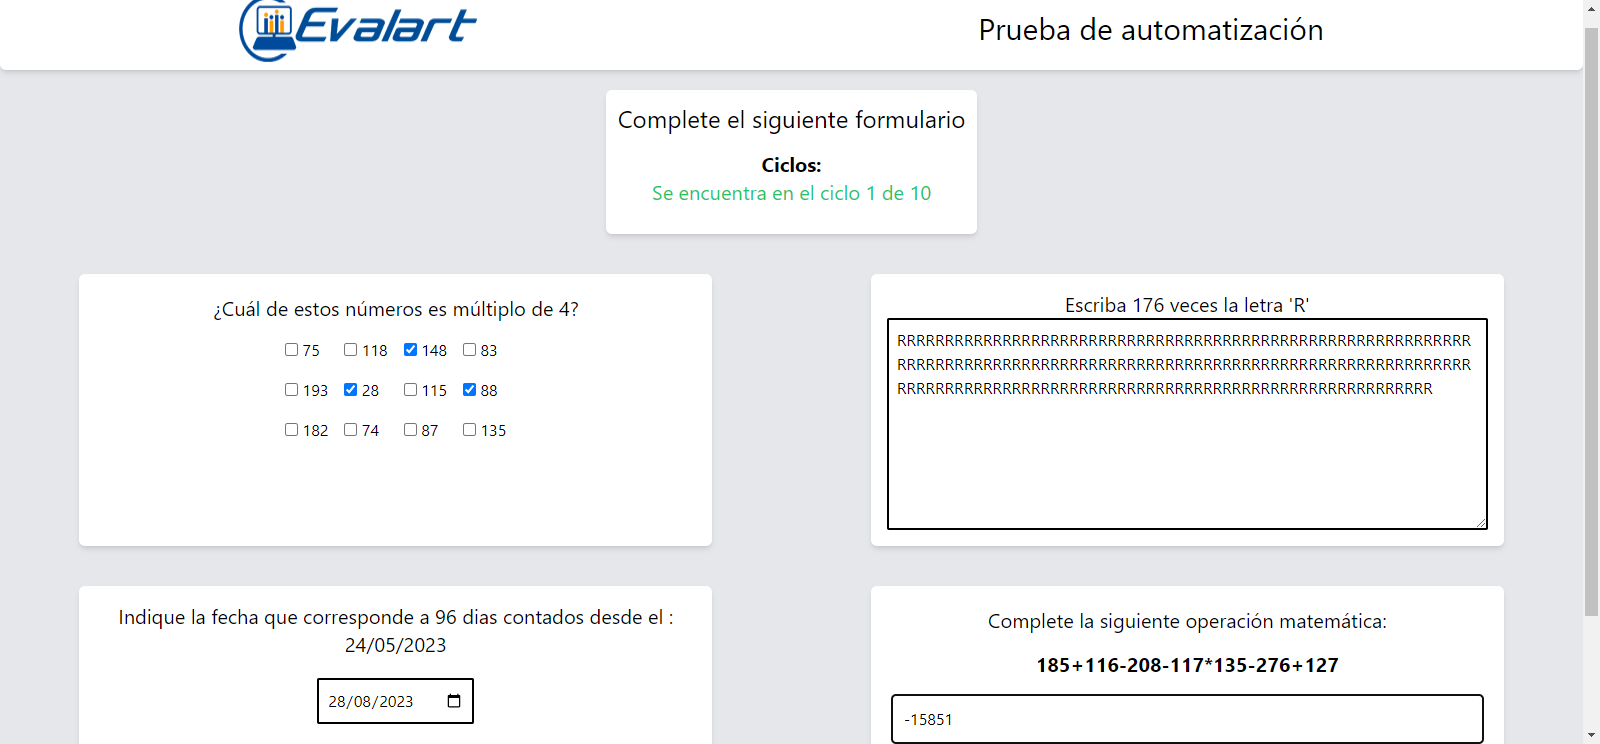 Evalart
Prueba de automatización
Complete el siguiente formulario
Ciclos:
Se encuentra en el ciclo 1 de 10
¿Cuál de estos números es múltiplo de 4?
75 118 148 83
193 28 115 88
182 74 87 135
Escriba 176 veces la letra 'R'
RRRRRRRRRRRRRRRRRRRRRRRRRRRRRRRRRRRRRRRRRRRRRRRRRRRRRRRRRRRR
RRRRRRRRRRRRRRRRRRRRRRRRRRRRRRRRRRRRRRRRRRRRRRRRRRRRRRRRRRRR
RRRRRRRRRRRRRRRRRRRRRRRRRRRRRRRRRRRRRRRRRRRRRRRRRRRRRRRR
Indique la fecha que corresponde a 96 dias contados desde el :
24/05/2023
28/08/2023
Complete la siguiente operación matemática:
185+116-208-117*135-276+127
-15851